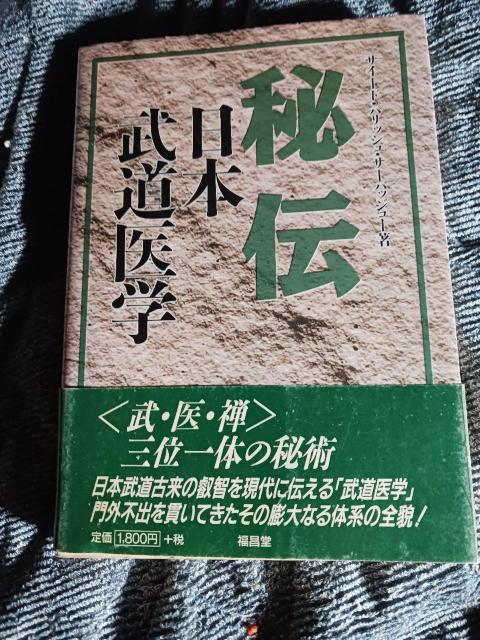 サイード・パリッシュ・サーバッジュー著
秘伝
日本
武道医学
〈武・医・禅〉
三位一体の秘術
日本武道古来の叡智を現代に伝える「武道医学」
門外不出を貫いてきたその膨大なる体系の全貌！
定価 1,800円 +税 福昌堂